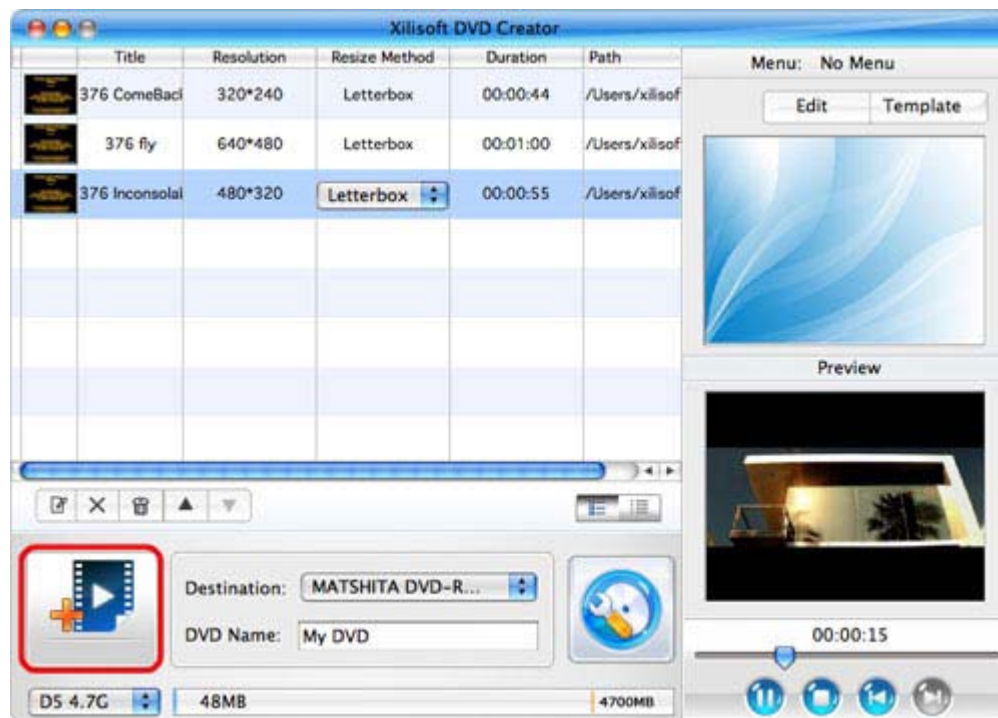 Xilisoft DVD Creator
Title Resolution Resize Method Duration Path
376 ComeBac 320*240 Letterbox 00:00:44 /Users/xilisof
376 fly 640*480 Letterbox 00:01:00 /Users/xilisof
376 Inconsola 480*320 Letterbox 00:00:55 /Users/xilisof
Menu: No Menu
Edit Template
Preview
00:00:15
Destination: MATSHITA DVD-R...
DVD Name: My DVD
D5 4.7G 48MB 4700MB